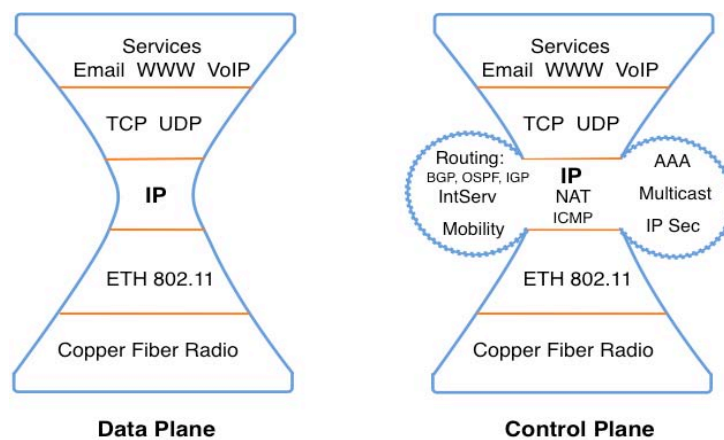 Services
Email WWW VoIP
TCP UDP
IP
ETH 802.11
Copper Fiber Radio
Data Plane
Services
Email WWW VoIP
TCP UDP
Routing:
BGP, OSPF, IGP
IntServ
Mobility
IP
NAT
ICMP
AAA
Multicast
IP Sec
ETH 802.11
Copper Fiber Radio
Control Plane